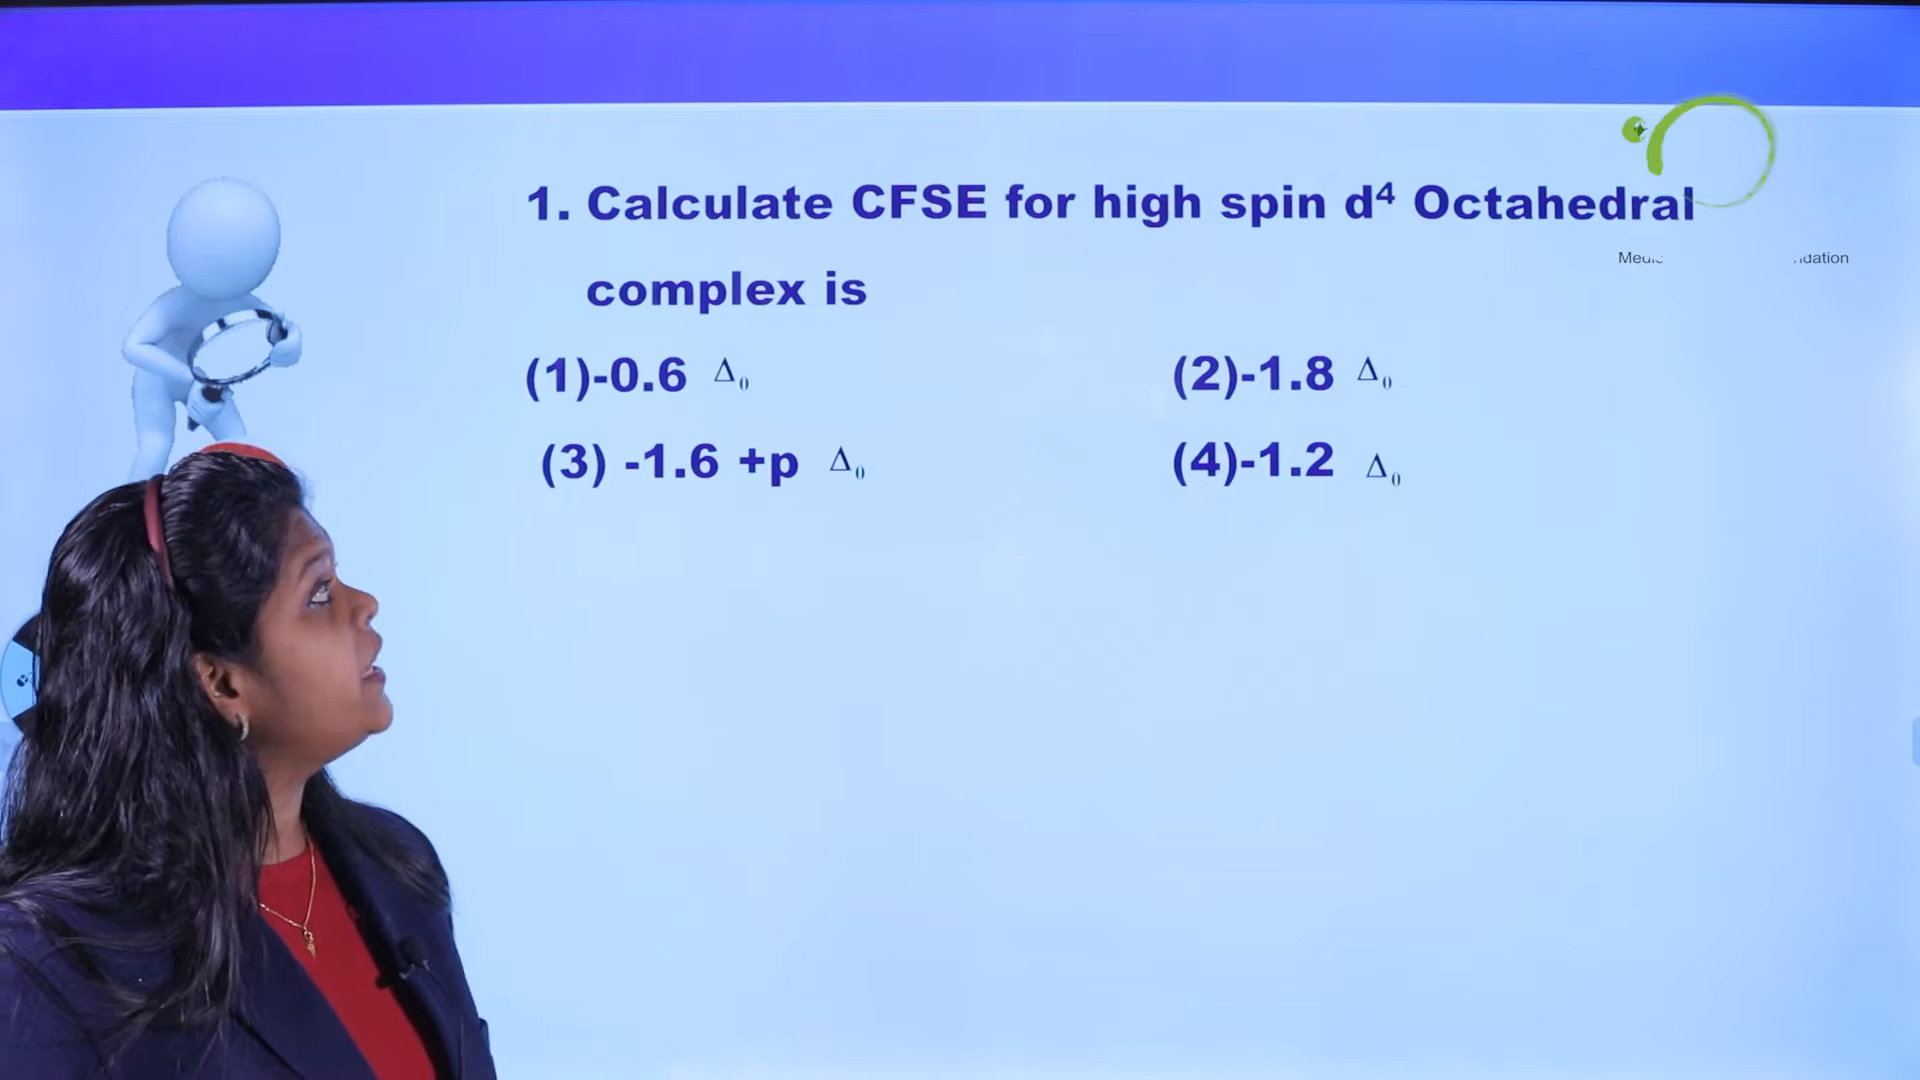 1. Calculate CFSE for high spin d⁴ Octahedral
complex is
(1)-0.6 Δ₀
(2)-1.8 Δ₀
(3) -1.6 +p Δ₀
(4)-1.2 Δ₀